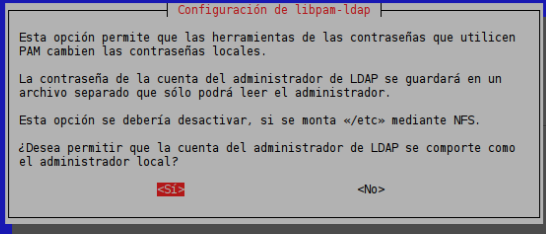 Configuración de libpam-ldap
Esta opción permite que las herramientas de las contraseñas que utilicen
PAM cambien las contraseñas locales.
La contraseña de la cuenta del administrador de LDAP se guardará en un
archivo separado que sólo podrá leer el administrador.
Esta opción se debería desactivar, si se monta «/etc» mediante NFS.
¿Desea permitir que la cuenta del administrador de LDAP se comporte como
el administrador local?
<Sí> <No>